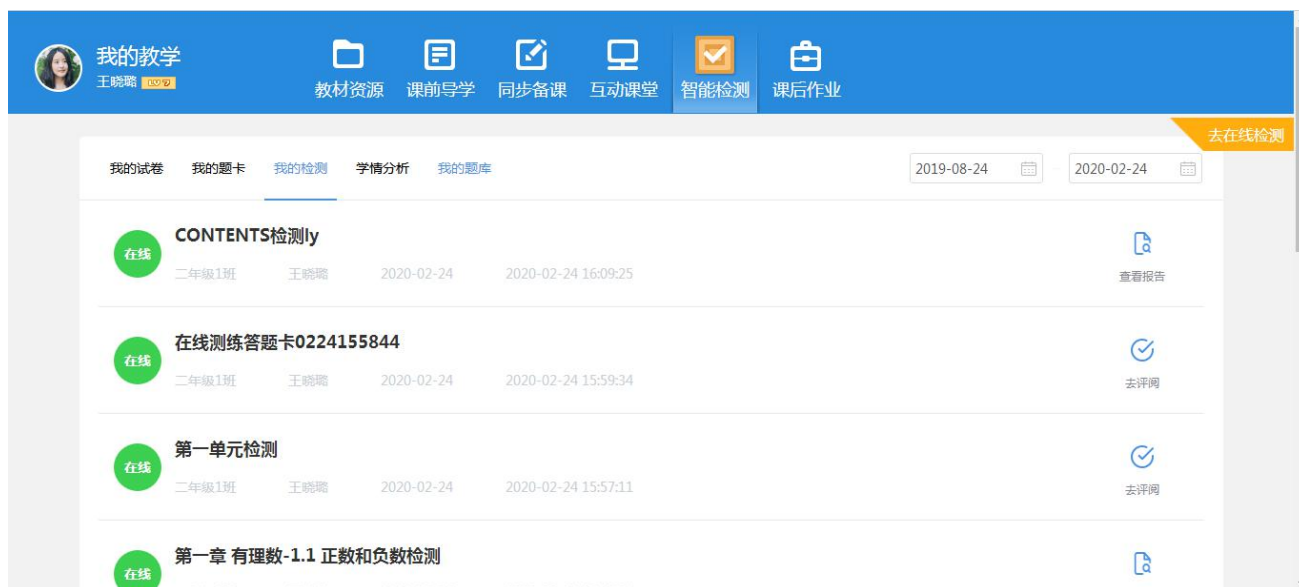 我的教学
王晓璐
教材资源 课前导学 同步备课 互动课堂 智能检测 课后作业
去在线检测
我的试卷 我的题卡 我的检测 学情分析 我的题库 2019-08-24 - 2020-02-24
在线
CONTENTS检测ly
二年级1班 王晓璐 2020-02-24 2020-02-24 16:09:25
查看报告
在线
在线测练答题卡0224155844
二年级1班 王晓璐 2020-02-24 2020-02-24 15:59:34
去评阅
在线
第一单元检测
二年级1班 王晓璐 2020-02-24 2020-02-24 15:57:11
去评阅
在线
第一章 有理数-1.1 正数和负数检测